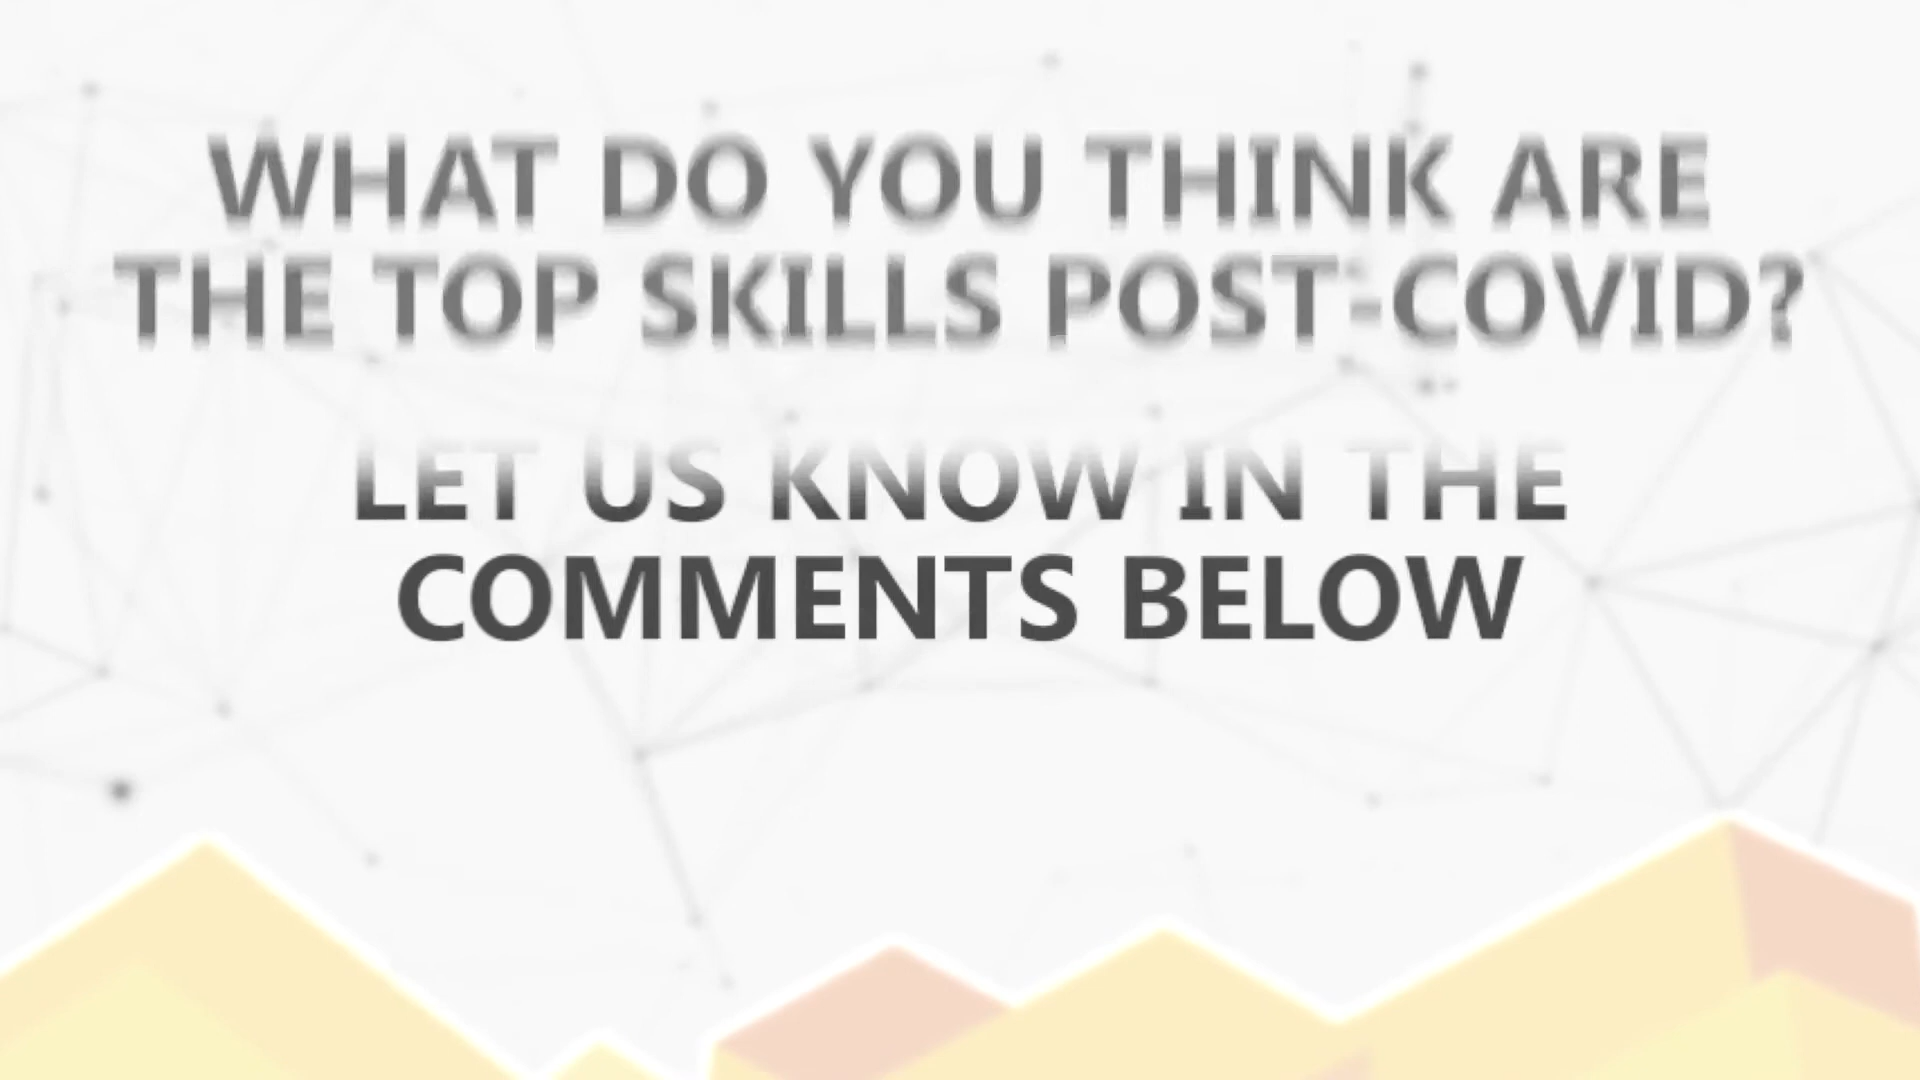 WHAT DO YOU THINK ARE
THE TOP SKILLS POST-COVID?
LET US KNOW IN THE
COMMENTS BELOW